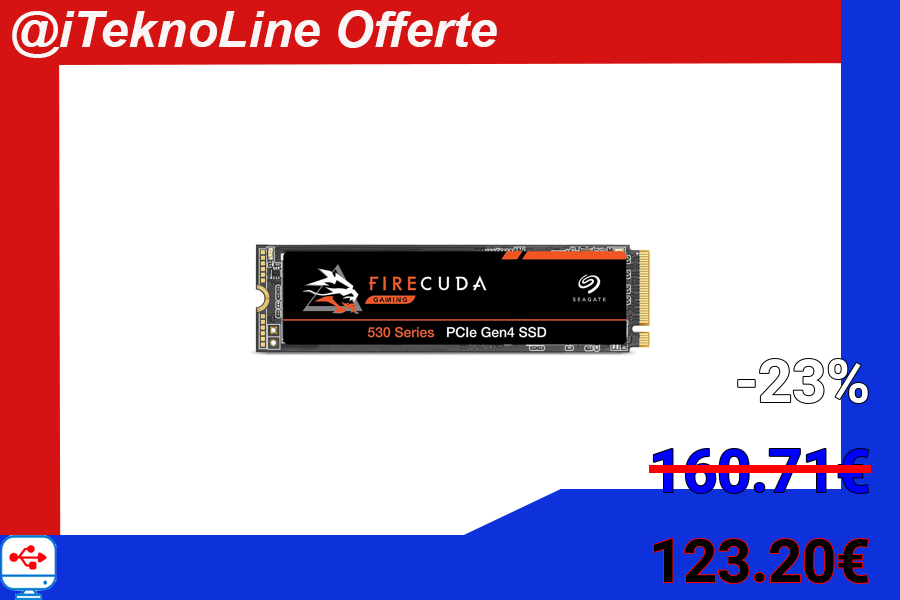 @iTeknoLine Offerte
FIRECUDA
GAMING
SEAGATE
530 Series PCIe Gen4 SSD
-23%
160.71€
123.20€